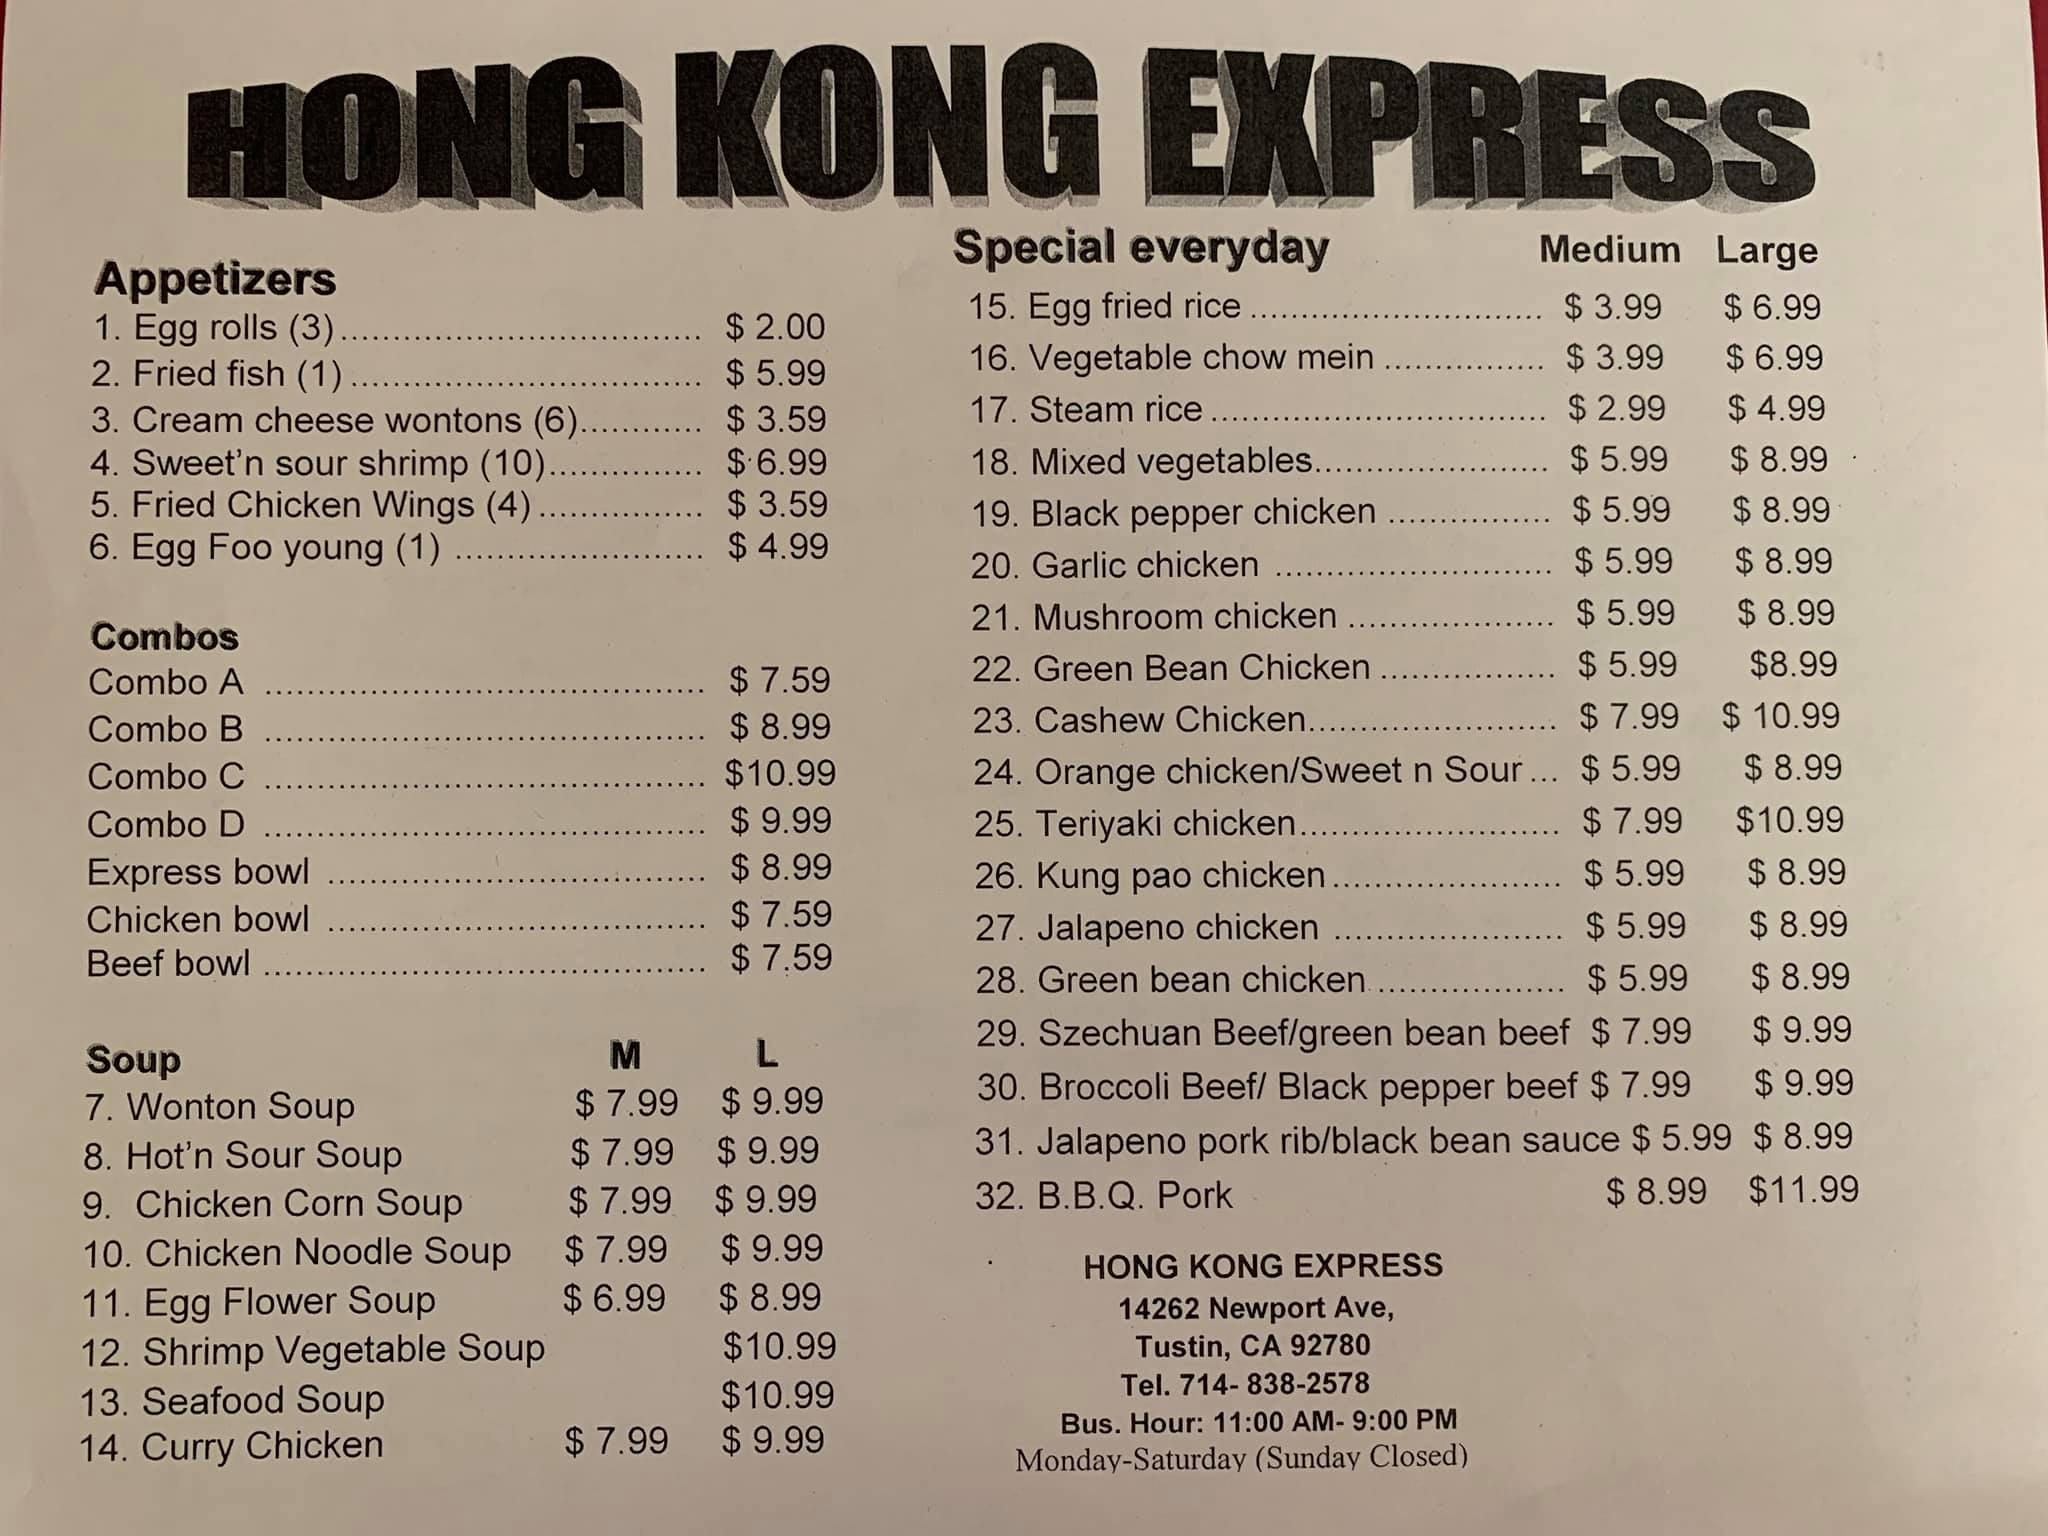 HONG KONG EXPRESS
Appetizers
1. Egg rolls (3).................................. $ 2.00
2. Fried fish (1) ................................. $ 5.99
3. Cream cheese wontons (6)............ $ 3.59
4. Sweet'n sour shrimp (10)............... $ 6.99
5. Fried Chicken Wings (4) ................ $ 3.59
6. Egg Foo young (1) ........................ $ 4.99
Combos
Combo A .......................................... $ 7.59
Combo B .......................................... $ 8.99
Combo C .......................................... $10.99
Combo D .......................................... $ 9.99
Express bowl .................................... $ 8.99
Chicken bowl .................................... $ 7.59
Beef bowl .......................................... $ 7.59
Soup M L
7. Wonton Soup $ 7.99 $ 9.99
8. Hot'n Sour Soup $ 7.99 $ 9.99
9. Chicken Corn Soup $ 7.99 $ 9.99
10. Chicken Noodle Soup $ 7.99 $ 9.99
11. Egg Flower Soup $ 6.99 $ 8.99
12. Shrimp Vegetable Soup $10.99
13. Seafood Soup $10.99
14. Curry Chicken $ 7.99 $ 9.99
Special everyday Medium Large
15. Egg fried rice ............................ $ 3.99 $ 6.99
16. Vegetable chow mein ................ $ 3.99 $ 6.99
17. Steam rice ................................ $ 2.99 $ 4.99
18. Mixed vegetables....................... $ 5.99 $ 8.99
19. Black pepper chicken ................ $ 5.99 $ 8.99
20. Garlic chicken ........................... $ 5.99 $ 8.99
21. Mushroom chicken .................... $ 5.99 $ 8.99
22. Green Bean Chicken ................. $ 5.99 $8.99
23. Cashew Chicken........................ $ 7.99 $ 10.99
24. Orange chicken/Sweet n Sour ... $ 5.99 $ 8.99
25. Teriyaki chicken......................... $ 7.99 $10.99
26. Kung pao chicken...................... $ 5.99 $ 8.99
27. Jalapeno chicken ...................... $ 5.99 $ 8.99
28. Green bean chicken .................. $ 5.99 $ 8.99
29. Szechuan Beef/green bean beef $ 7.99 $ 9.99
30. Broccoli Beef/ Black pepper beef $ 7.99 $ 9.99
31. Jalapeno pork rib/black bean sauce $ 5.99 $ 8.99
32. B.B.Q. Pork $ 8.99 $11.99
HONG KONG EXPRESS
14262 Newport Ave,
Tustin, CA 92780
Tel. 714- 838-2578
Bus. Hour: 11:00 AM- 9:00 PM
Monday-Saturday (Sunday Closed)